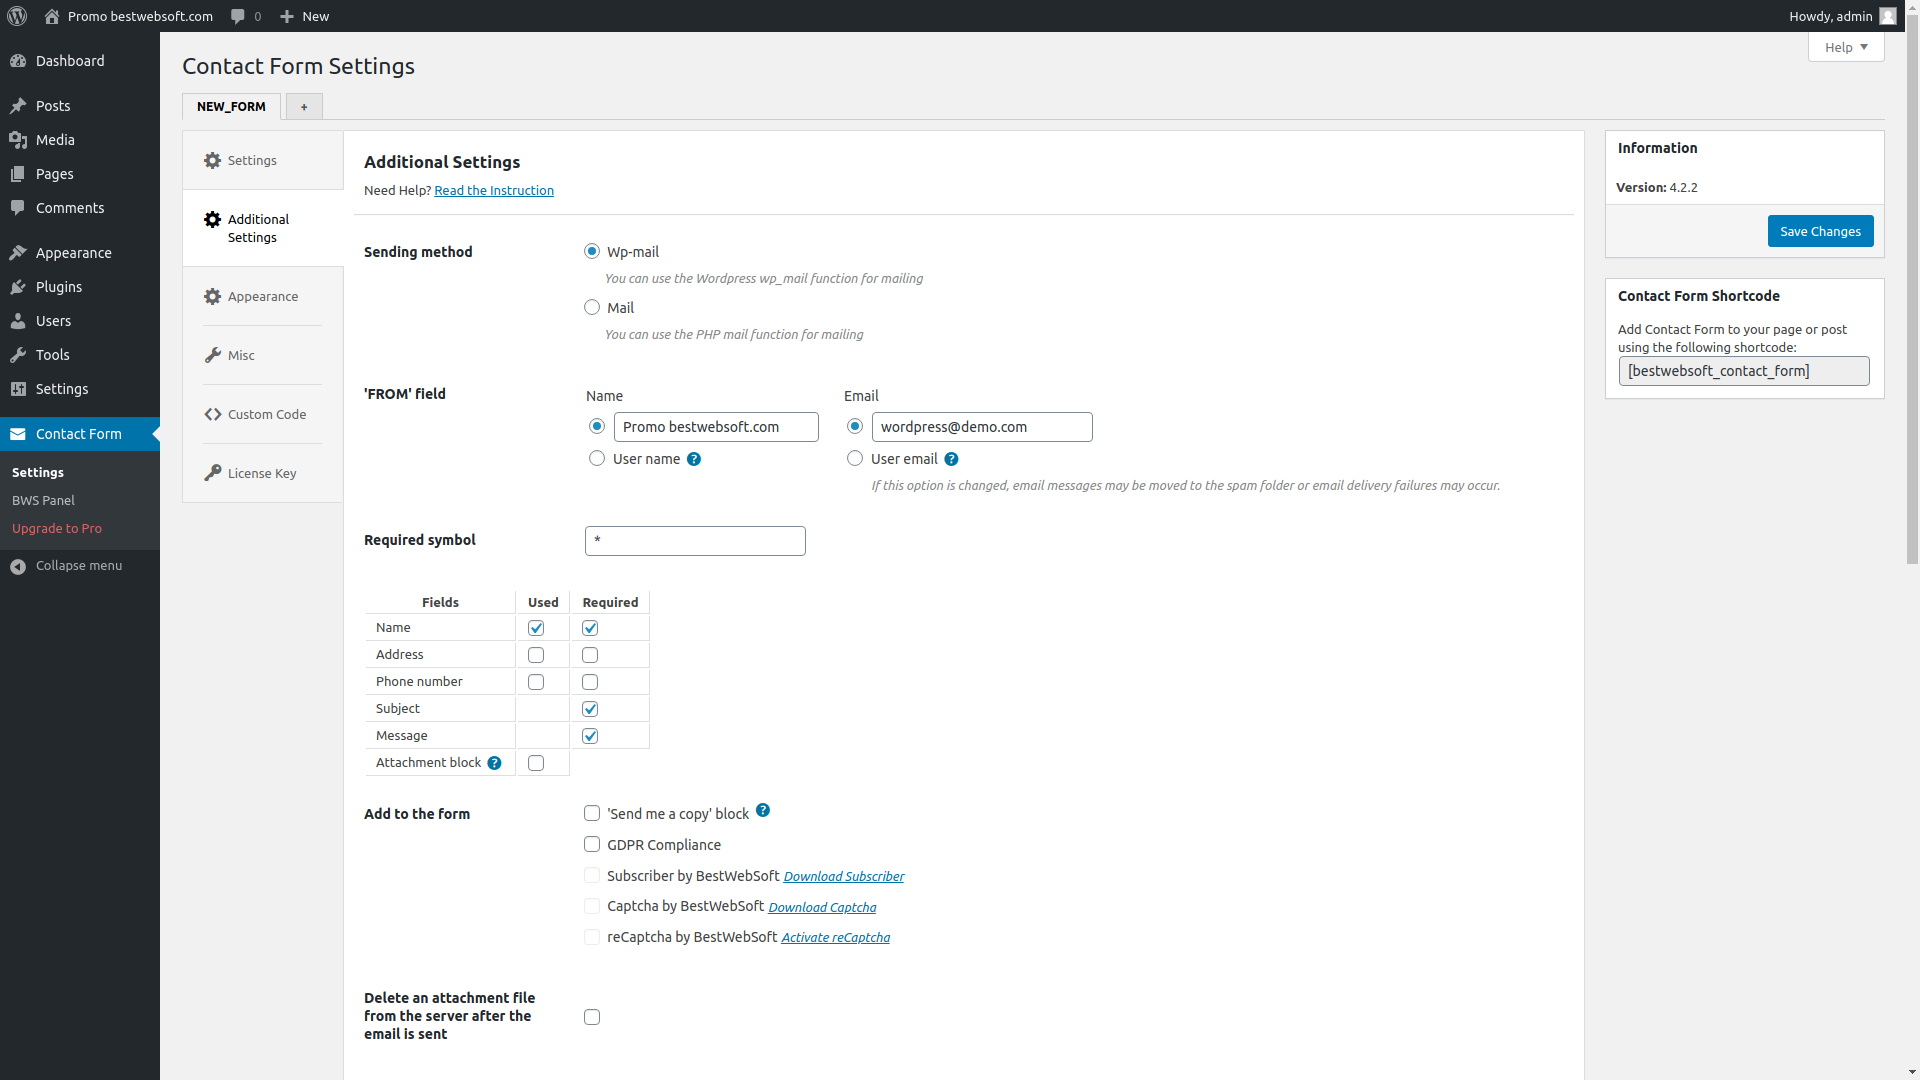 Promo bestwebsoft.com 0 New Howdy, admin
Help
Dashboard
Posts
Media
Pages
Comments
Appearance
Plugins
Users
Tools
Settings
Contact Form
Settings
BWS Panel
Upgrade to Pro
Collapse menu
Contact Form Settings
NEW_FORM +
Settings
Additional
Settings
Appearance
Misc
Custom Code
License Key
Additional Settings
Need Help? Read the Instruction
Sending method
Wp-mail
You can use the Wordpress wp_mail function for mailing
Mail
You can use the PHP mail function for mailing
'FROM' field
Name Email
Promo bestwebsoft.com wordpress@demo.com
User name ? User email ?
If this option is changed, email messages may be moved to the spam folder or email delivery failures may occur.
Required symbol *
Fields Used Required
Name
Address
Phone number
Subject
Message
Attachment block ?
Add to the form
'Send me a copy' block ?
GDPR Compliance
Subscriber by BestWebSoft Download Subscriber
Captcha by BestWebSoft Download Captcha
reCaptcha by BestWebSoft Activate reCaptcha
Delete an attachment file
from the server after the
email is sent
Information
Version: 4.2.2
Save Changes
Contact Form Shortcode
Add Contact Form to your page or post
using the following shortcode:
[bestwebsoft_contact_form]